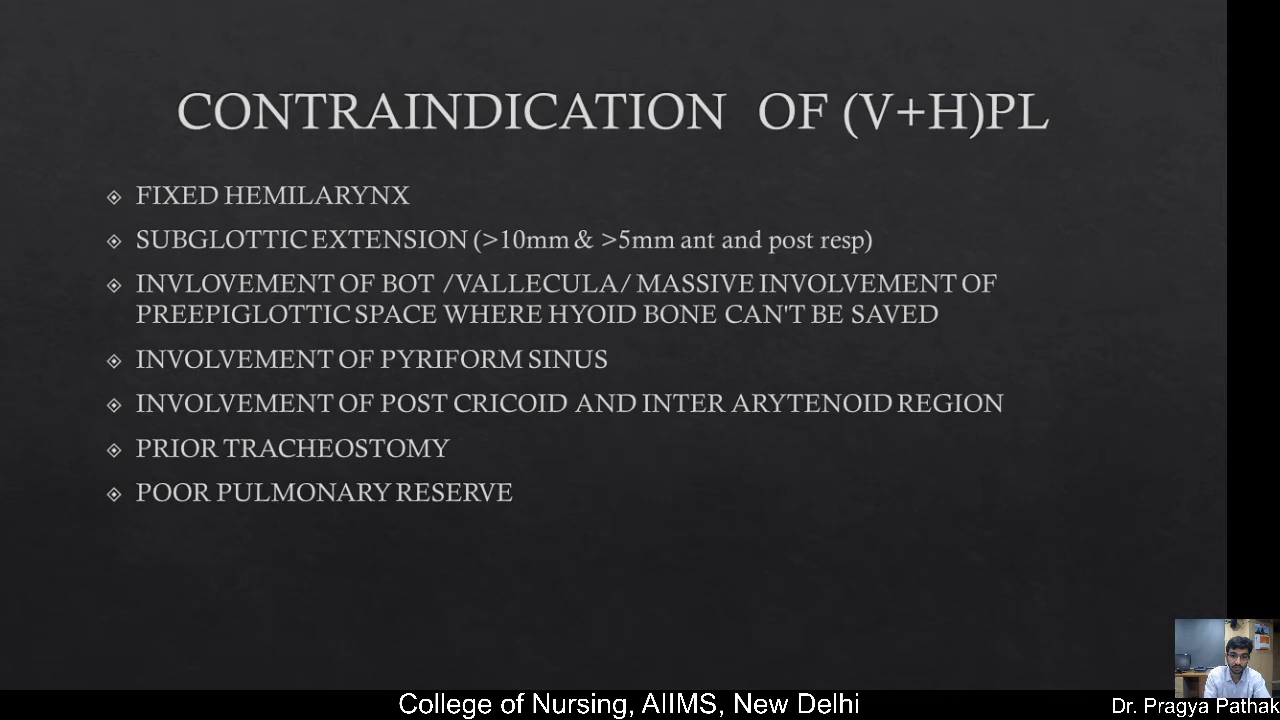 CONTRAINDICATION OF (V+H)PL
FIXED HEMILARYNX
SUBGLOTTIC EXTENSION (>10mm & >5mm ant and post resp)
INVLOVEMENT OF BOT /VALLECULA/ MASSIVE INVOLVEMENT OF
PREEPIGLOTTIC SPACE WHERE HYOID BONE CAN'T BE SAVED
INVOLVEMENT OF PYRIFORM SINUS
INVOLVEMENT OF POST CRICOID AND INTER ARYTENOID REGION
PRIOR TRACHEOSTOMY
POOR PULMONARY RESERVE
College of Nursing, AIIMS, New Delhi
Dr. Pragya Pathak